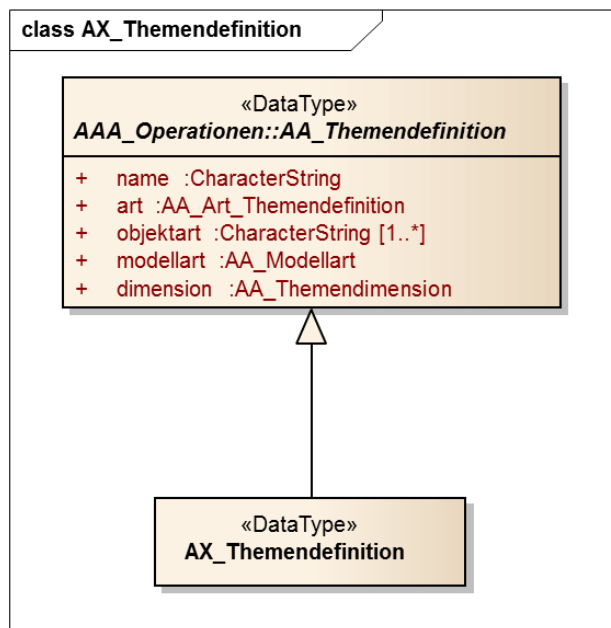 class AX_Themendefinition
«DataType»
AAA_Operationen::AA_Themendefinition
+ name :CharacterString
+ art :AA_Art_Themendefinition
+ objektart :CharacterString [1..*]
+ modellart :AA_Modellart
+ dimension :AA_Themendimension
«DataType»
AX_Themendefinition